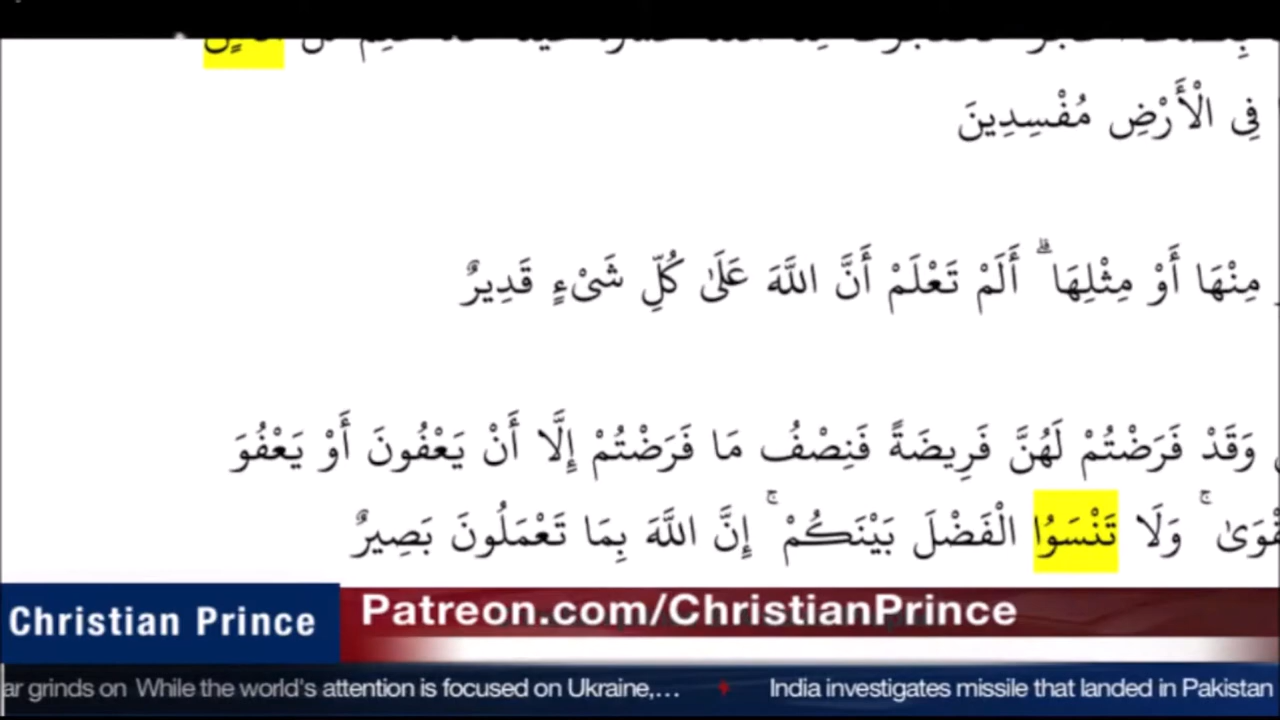 فِي الْأَرْضِ مُفْسِدِينَ
مِنْهَا أَوْ مِثْلِهَا ۗ أَلَمْ تَعْلَمْ أَنَّ اللَّهَ عَلَىٰ كُلِّ شَيْءٍ قَدِيرٌ
وَقَدْ فَرَضْتُمْ لَهُنَّ فَرِيضَةً فَنِصْفُ مَا فَرَضْتُمْ إِلَّا أَنْ يَعْفُونَ أَوْ يَعْفُوَ
ۚ وَلَا تَنْسَوُا الْفَضْلَ بَيْنَكُمْ ۚ إِنَّ اللَّهَ بِمَا تَعْمَلُونَ بَصِيرٌ
Christian Prince
Patreon.com/ChristianPrince
ar grinds on While the world's attention is focused on Ukraine,... India investigates missile that landed in Pakistan